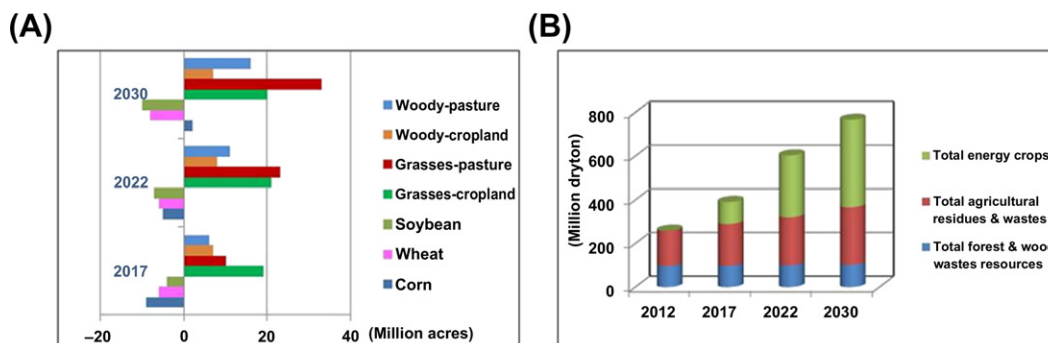 (A)
2030
2022
2017
Woody-pasture
Woody-cropland
Grasses-pasture
Grasses-cropland
Soybean
Wheat
Corn
–20
0
20
40
(Million acres)
(B)
(Million dryton)
800
600
400
200
0
2012
2017
2022
2030
Total energy crops
Total agricultural
residues & wastes
Total forest & wood
wastes resources